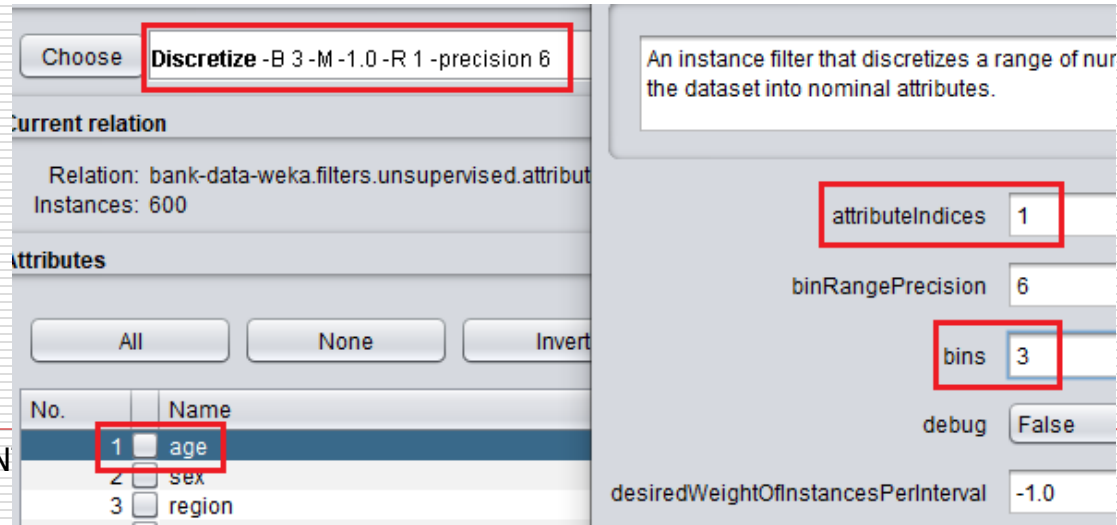 Choose Discretize -B 3 -M -1.0 -R 1 -precision 6
Current relation
Relation: bank-data-weka.filters.unsupervised.attribut
Instances: 600
Attributes
All None Invert
No. Name
1 age
2 sex
3 region
N
An instance filter that discretizes a range of nur
the dataset into nominal attributes.
attributeIndices 1
binRangePrecision 6
bins 3
debug False
desiredWeightOfInstancesPerInterval -1.0